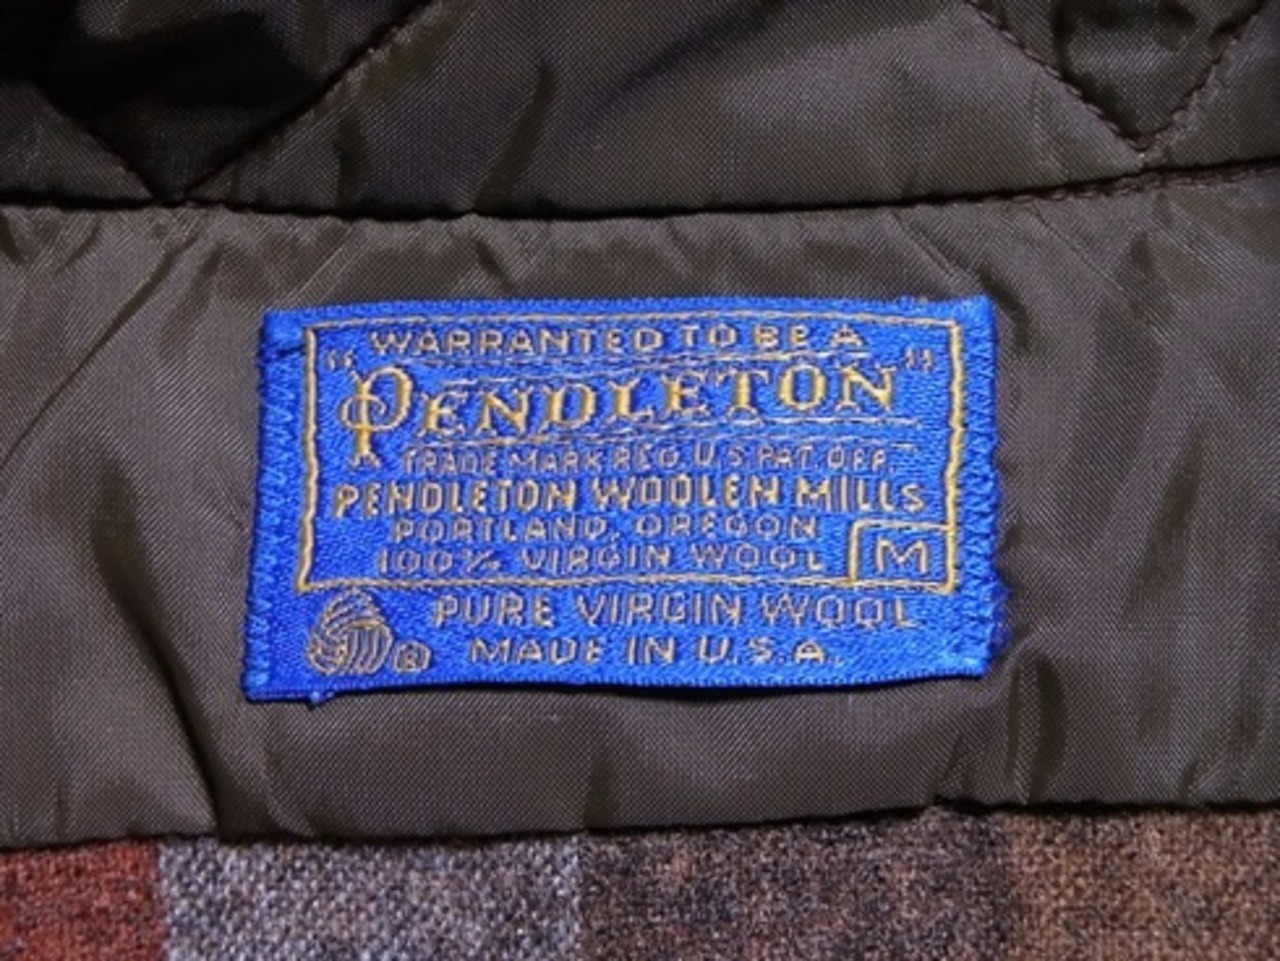 WARRANTED TO BE A
"PENDLETON"
TRADE MARK REG. U.S. PAT. OFF.
PENDLETON WOOLEN MILLS
PORTLAND, OREGON
100% VIRGIN WOOL
M
PURE VIRGIN WOOL
® MADE IN U.S.A.